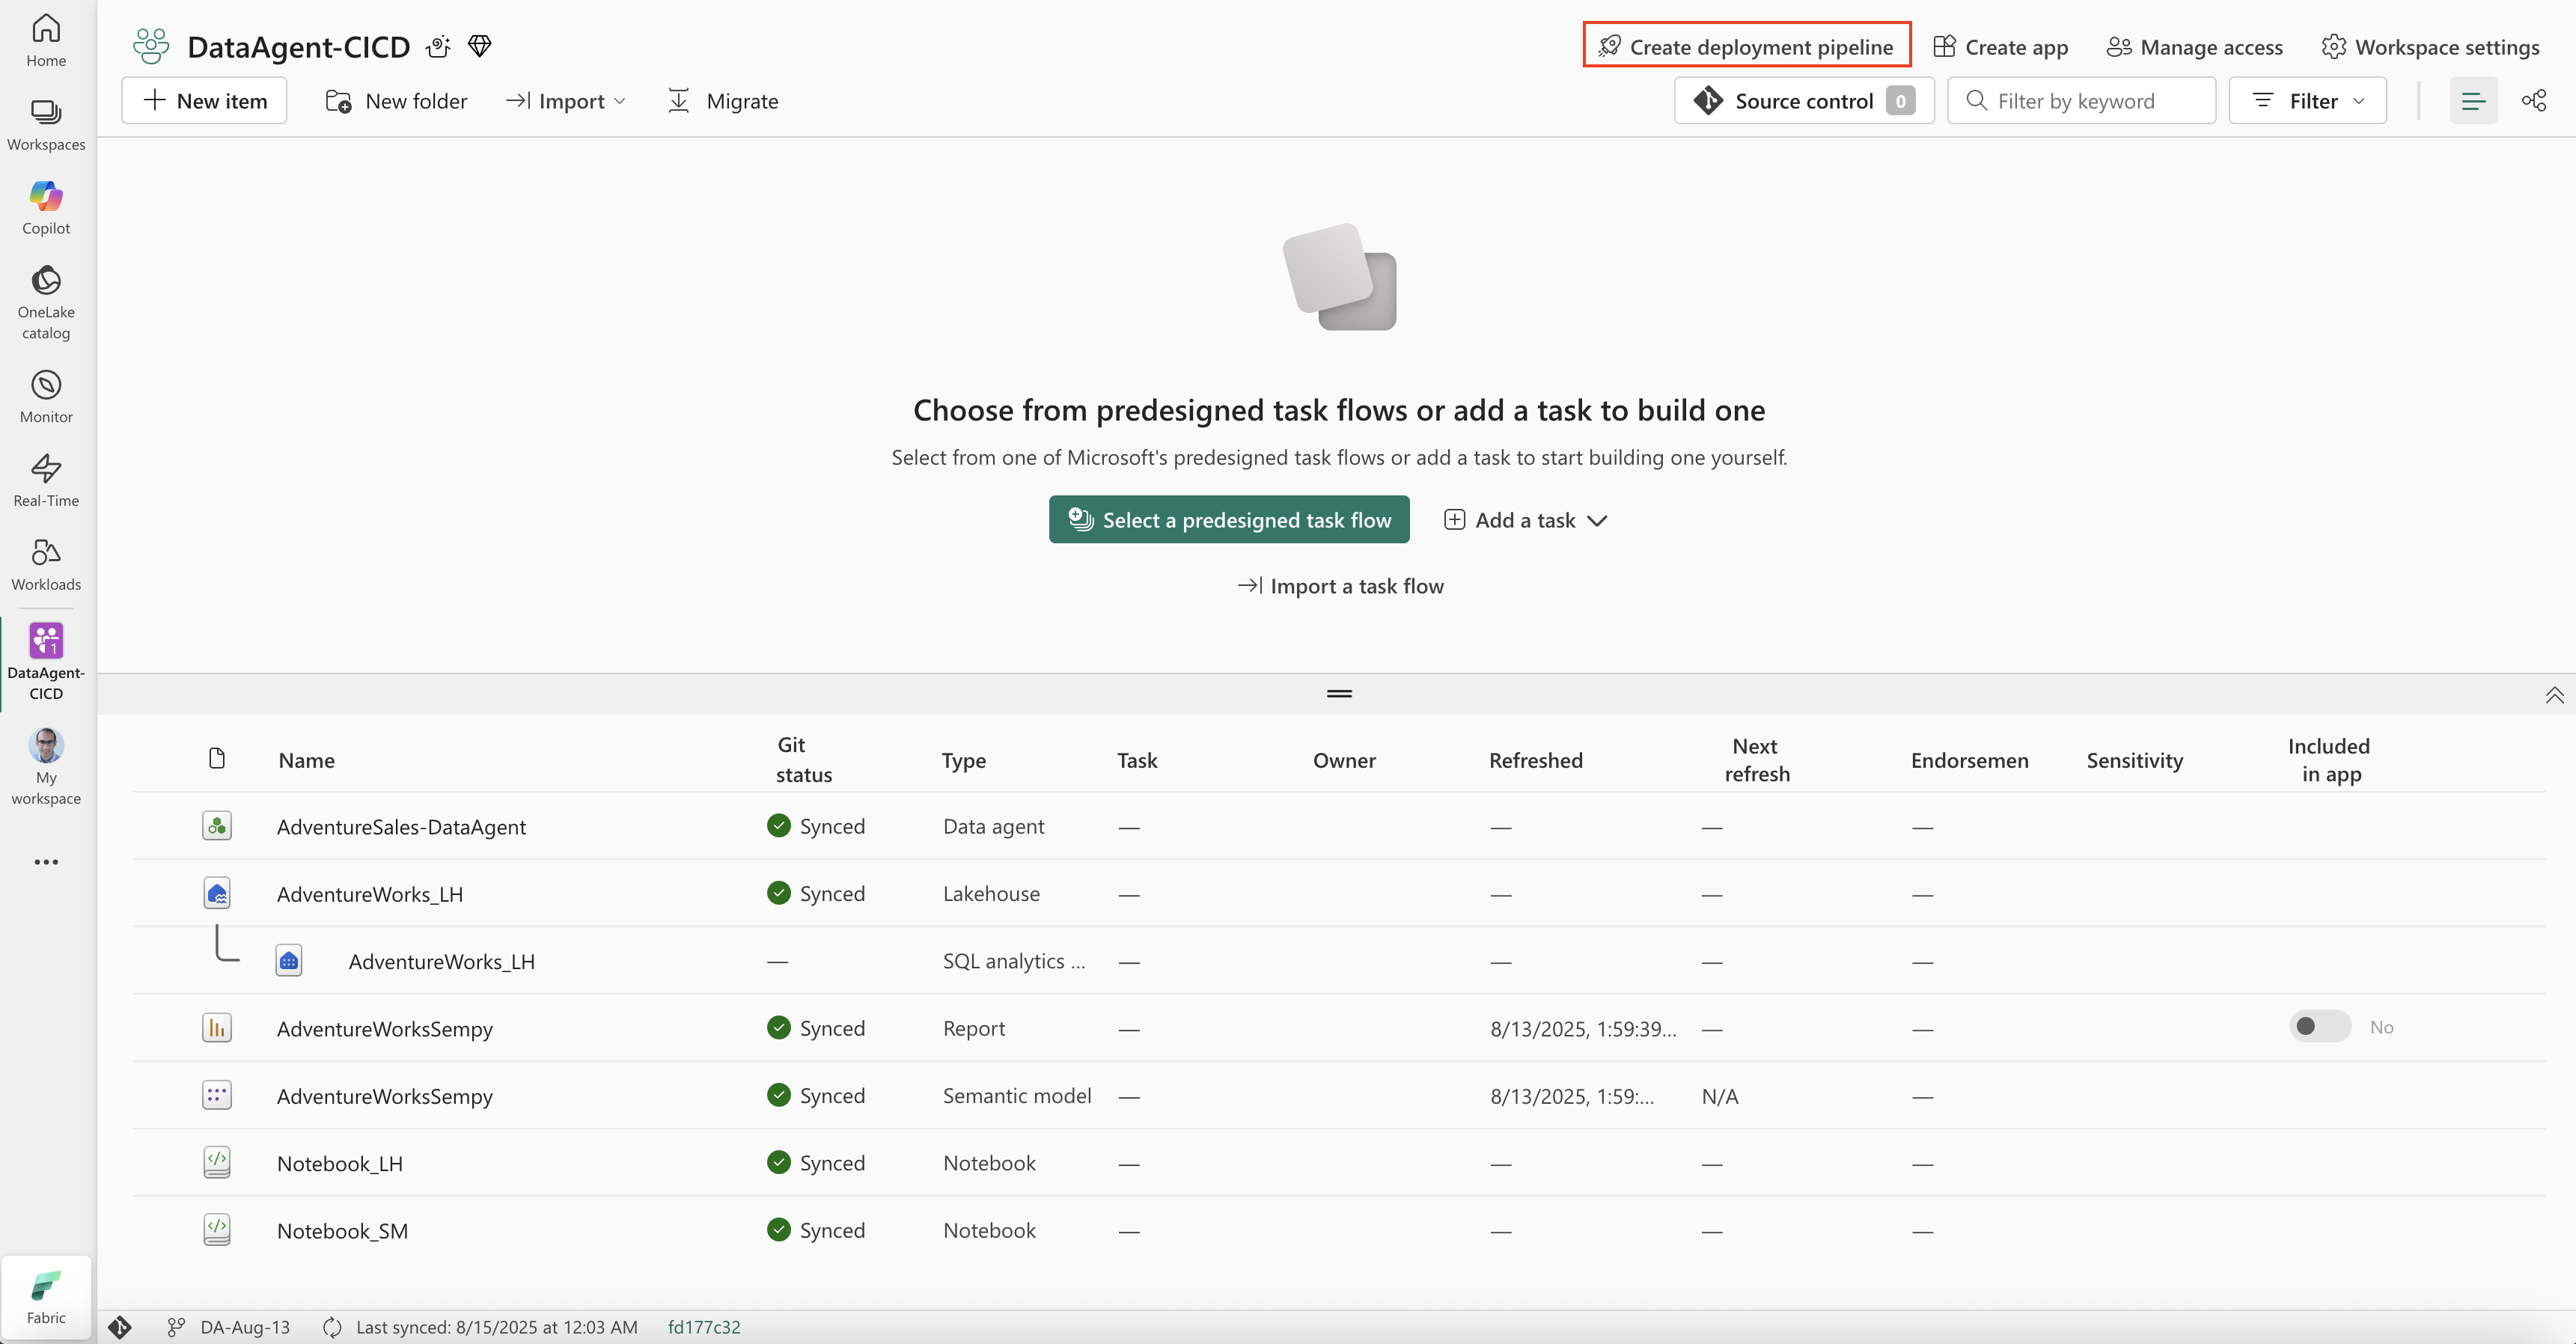 Home
Workspaces
Copilot
OneLake
catalog
Monitor
Real-Time
Workloads
1
DataAgent-
CICD
My
workspace
Fabric
DataAgent-CICD
Create deployment pipeline
Create app
Manage access
Workspace settings
New item
New folder
Import
Migrate
Source control 0
Filter by keyword
Filter
Choose from predesigned task flows or add a task to build one
Select from one of Microsoft's predesigned task flows or add a task to start building one yourself.
Select a predesigned task flow
Add a task
Import a task flow
Name
Git
status
Type
Task
Owner
Refreshed
Next
refresh
Endorsemen
Sensitivity
Included
in app
AdventureSales-DataAgent Synced Data agent — — — —
AdventureWorks_LH Synced Lakehouse — — — —
AdventureWorks_LH — SQL analytics ... — — — —
AdventureWorksSempy Synced Report — 8/13/2025, 1:59:39... — — No
AdventureWorksSempy Synced Semantic model — 8/13/2025, 1:59:... N/A —
Notebook_LH Synced Notebook — — — —
Notebook_SM Synced Notebook — — — —
DA-Aug-13 Last synced: 8/15/2025 at 12:03 AM fd177c32